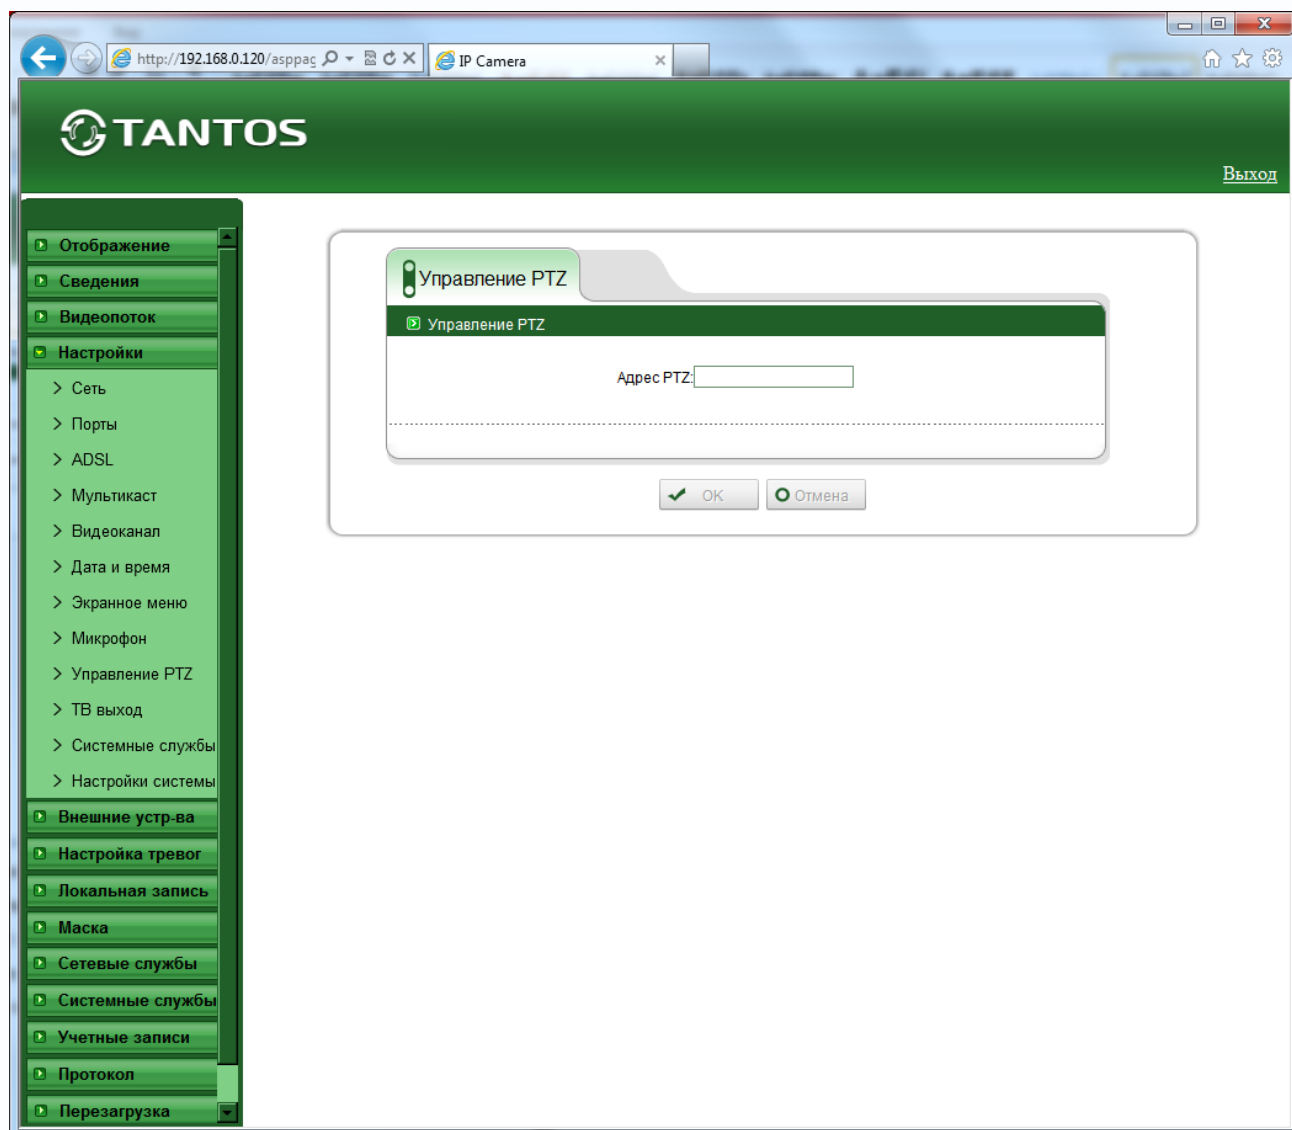 http://192.168.0.120/asppag
IP Camera
TANTOS
Выход
Отображение
Сведения
Видеопоток
Настройки
Сеть
Порты
ADSL
Мультикаст
Видеоканал
Дата и время
Экранное меню
Микрофон
Управление PTZ
ТВ выход
Системные службы
Настройки системы
Внешние устр-ва
Настройка тревог
Локальная запись
Маска
Сетевые службы
Системные службы
Учетные записи
Протокол
Перезагрузка
Управление PTZ
Управление PTZ
Адрес PTZ:
OK
Отмена